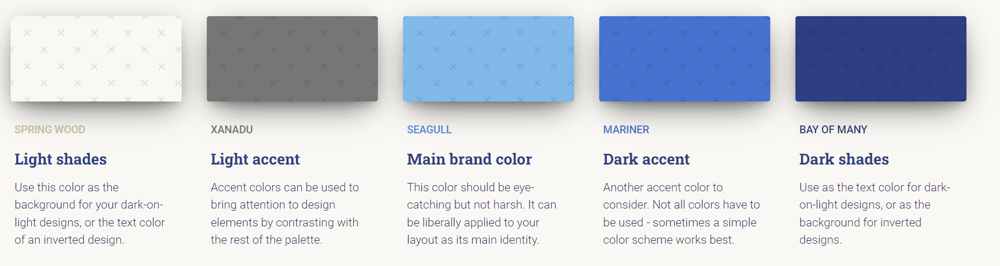 SPRING WOOD
Light shades
Use this color as the
background for your dark-on-
light designs, or the text color
of an inverted design.
XANADU
Light accent
Accent colors can be used to
bring attention to design
elements by contrasting with
the rest of the palette.
SEAGULL
Main brand color
This color should be eye-
catching but not harsh. It can
be liberally applied to your
layout as its main identity.
MARINER
Dark accent
Another accent color to
consider. Not all colors have to
be used - sometimes a simple
color scheme works best.
BAY OF MANY
Dark shades
Use as the text color for dark-
on-light designs, or as the
background for inverted
designs.